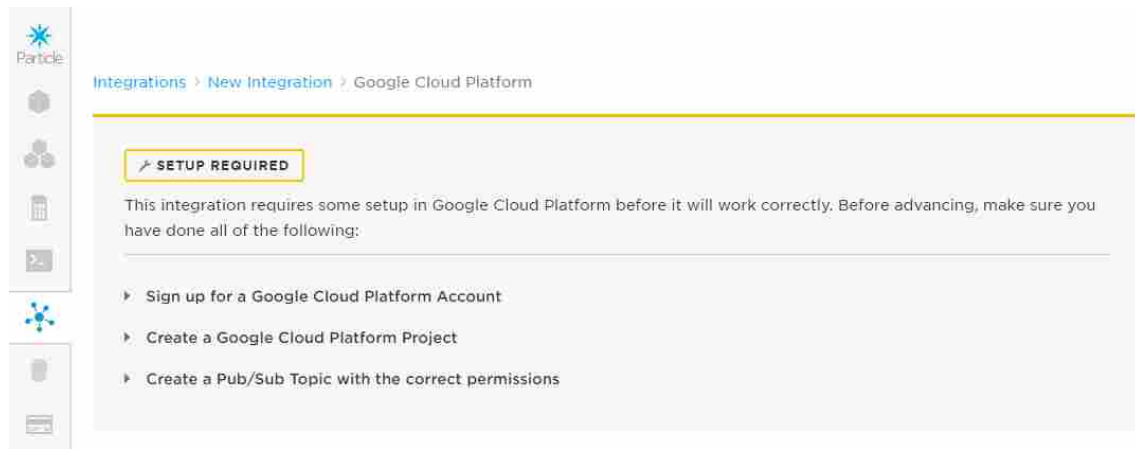 Particle
Integrations > New Integration > Google Cloud Platform
SETUP REQUIRED
This integration requires some setup in Google Cloud Platform before it will work correctly. Before advancing, make sure you
have done all of the following:
Sign up for a Google Cloud Platform Account
Create a Google Cloud Platform Project
Create a Pub/Sub Topic with the correct permissions